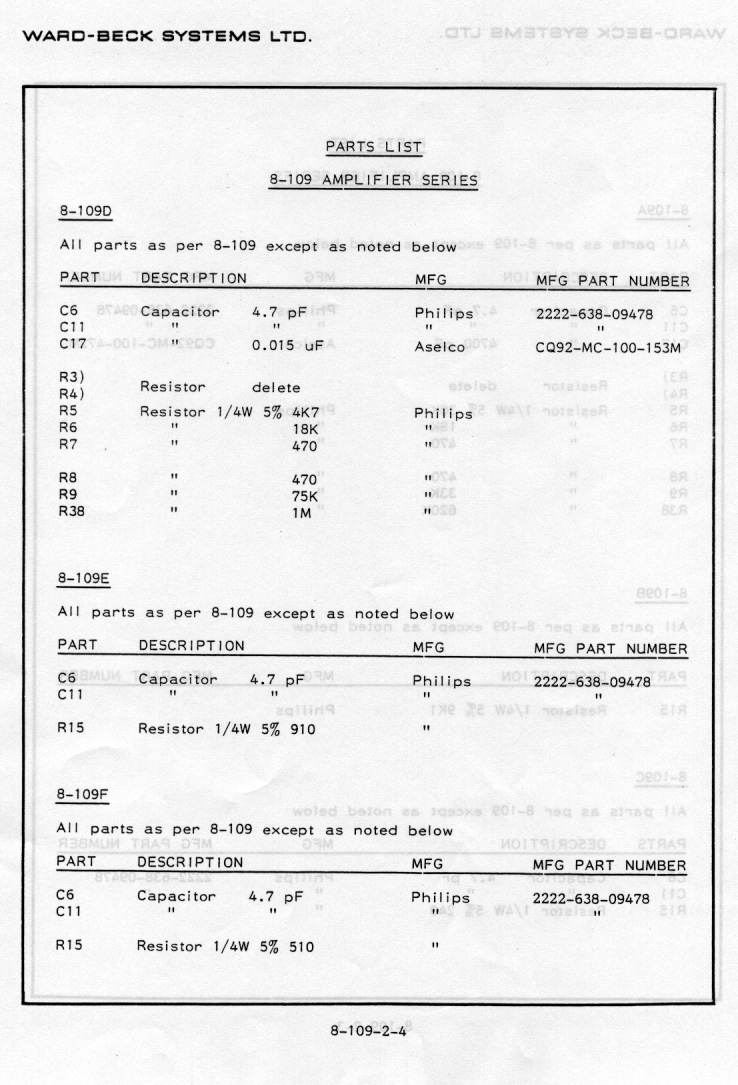 WARD-BECK SYSTEMS LTD.
PARTS LIST
8-109 AMPLIFIER SERIES
8-109D
All parts as per 8-109 except as noted below
PART DESCRIPTION MFG MFG PART NUMBER
C6 Capacitor 4.7 pF Philips 2222-638-09478
C11 " " " "
C17 " 0.015 uF Aselco CQ92-MC-100-153M
R3)
R4) Resistor delete
R5 Resistor 1/4W 5% 4K7 Philips
R6 " 18K "
R7 " 470 "
R8 " 470 "
R9 " 75K "
R38 " 1M "
8-109E
All parts as per 8-109 except as noted below
PART DESCRIPTION MFG MFG PART NUMBER
C6 Capacitor 4.7 pF Philips 2222-638-09478
C11 " " " "
R15 Resistor 1/4W 5% 910 "
8-109F
All parts as per 8-109 except as noted below
PART DESCRIPTION MFG MFG PART NUMBER
C6 Capacitor 4.7 pF Philips 2222-638-09478
C11 " " " "
R15 Resistor 1/4W 5% 510 "
8-109-2-4